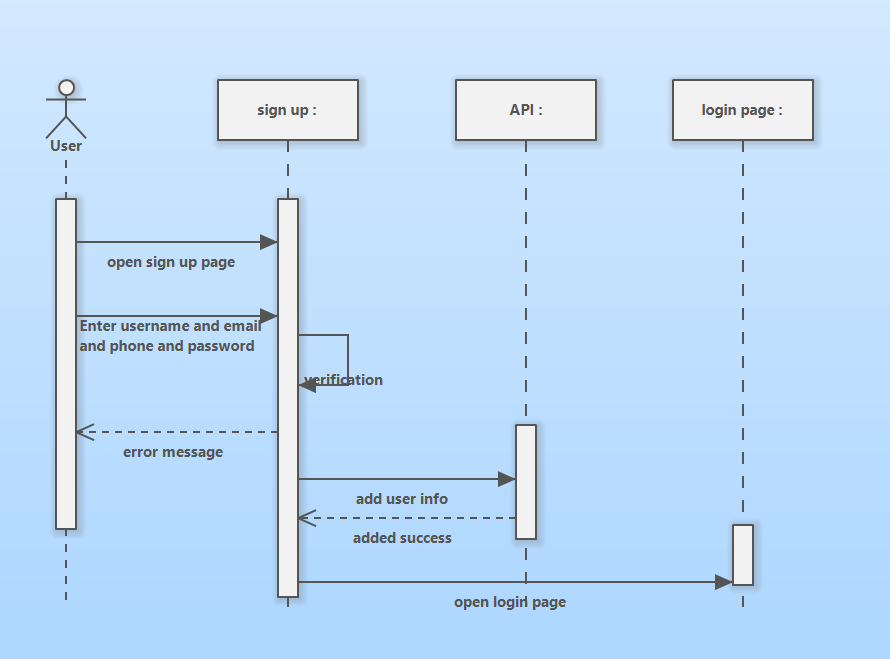 sign up :
API :
login page :
User
open sign up page
Enter username and email
and phone and password
verification
error message
add user info
added success
open login page